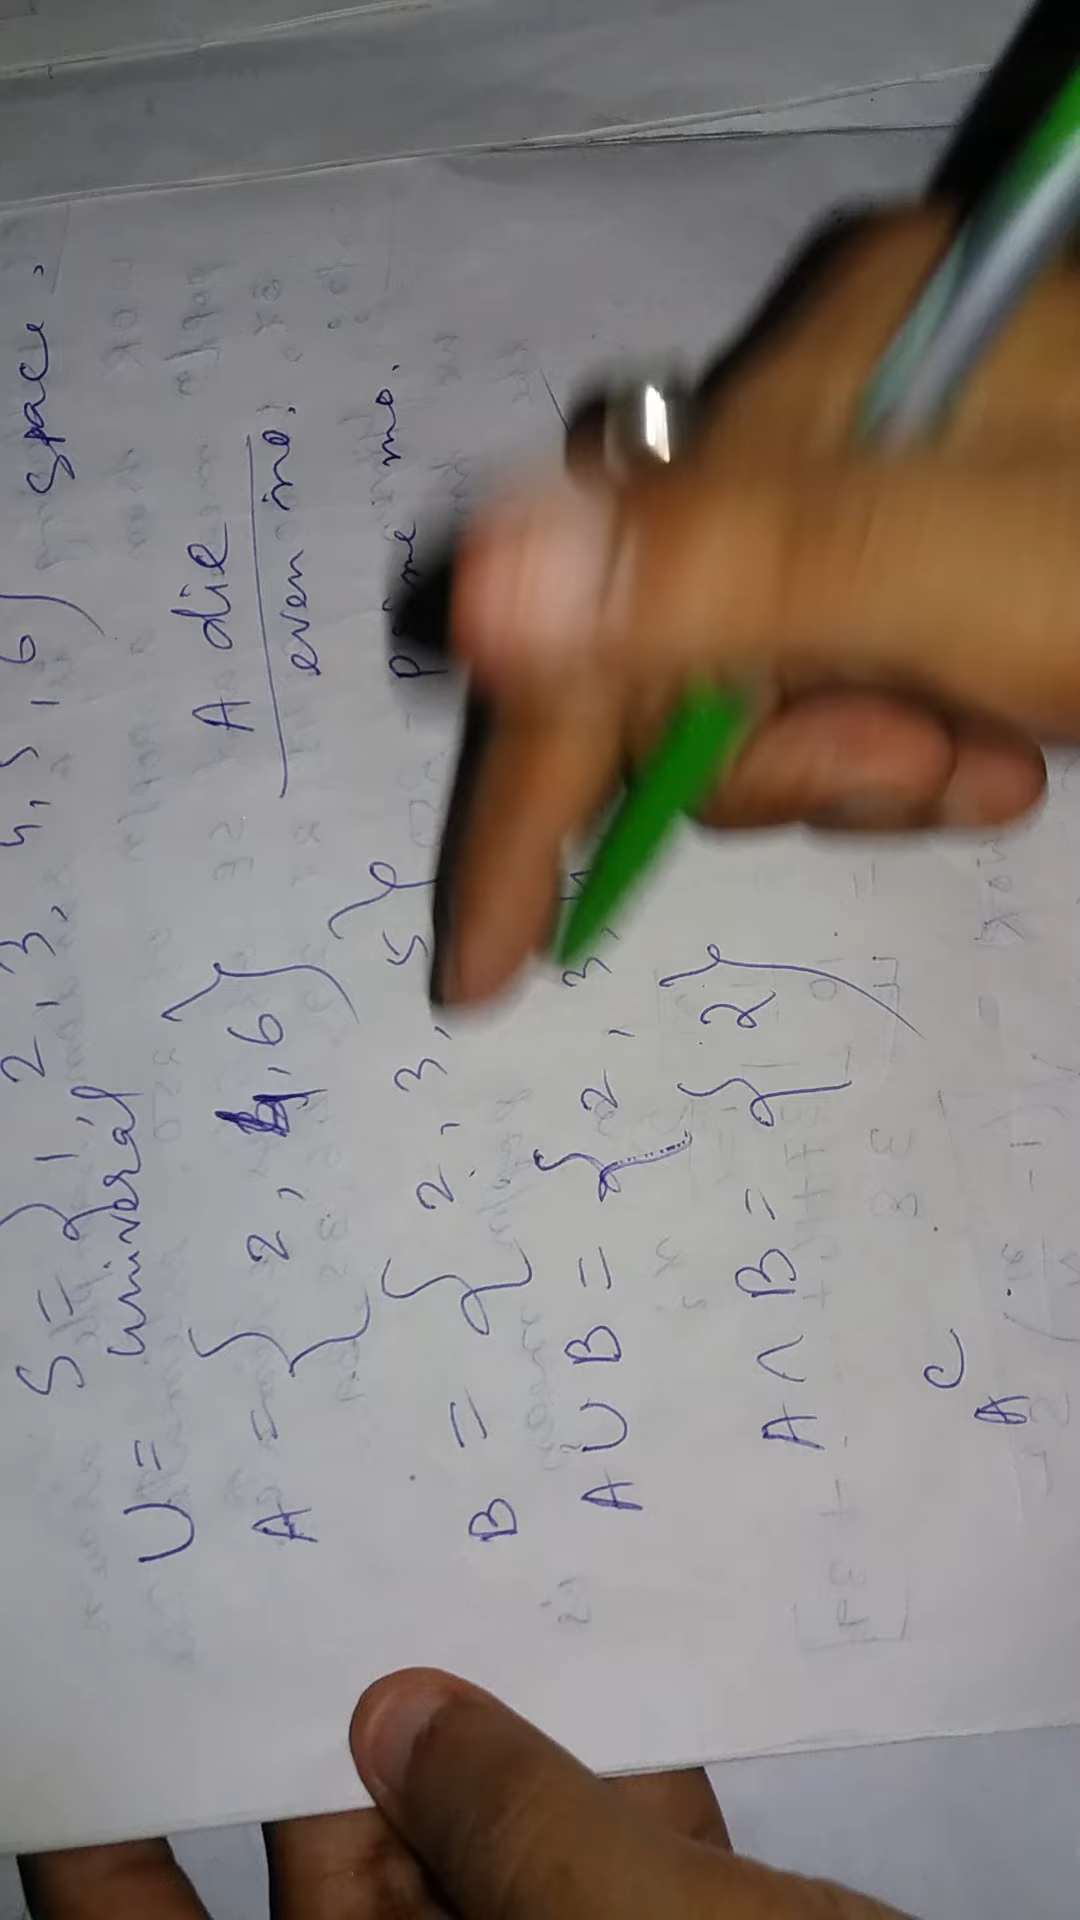 S = { 1, 2, 3, 4, 5, 6 } space.
U = universal
A die
A = { 2, 4, 6 } even no.
B = { 2, 3, 5 } prime no.
A ∪ B = { 2, 3,
A ∩ B = { 2 }
A^C